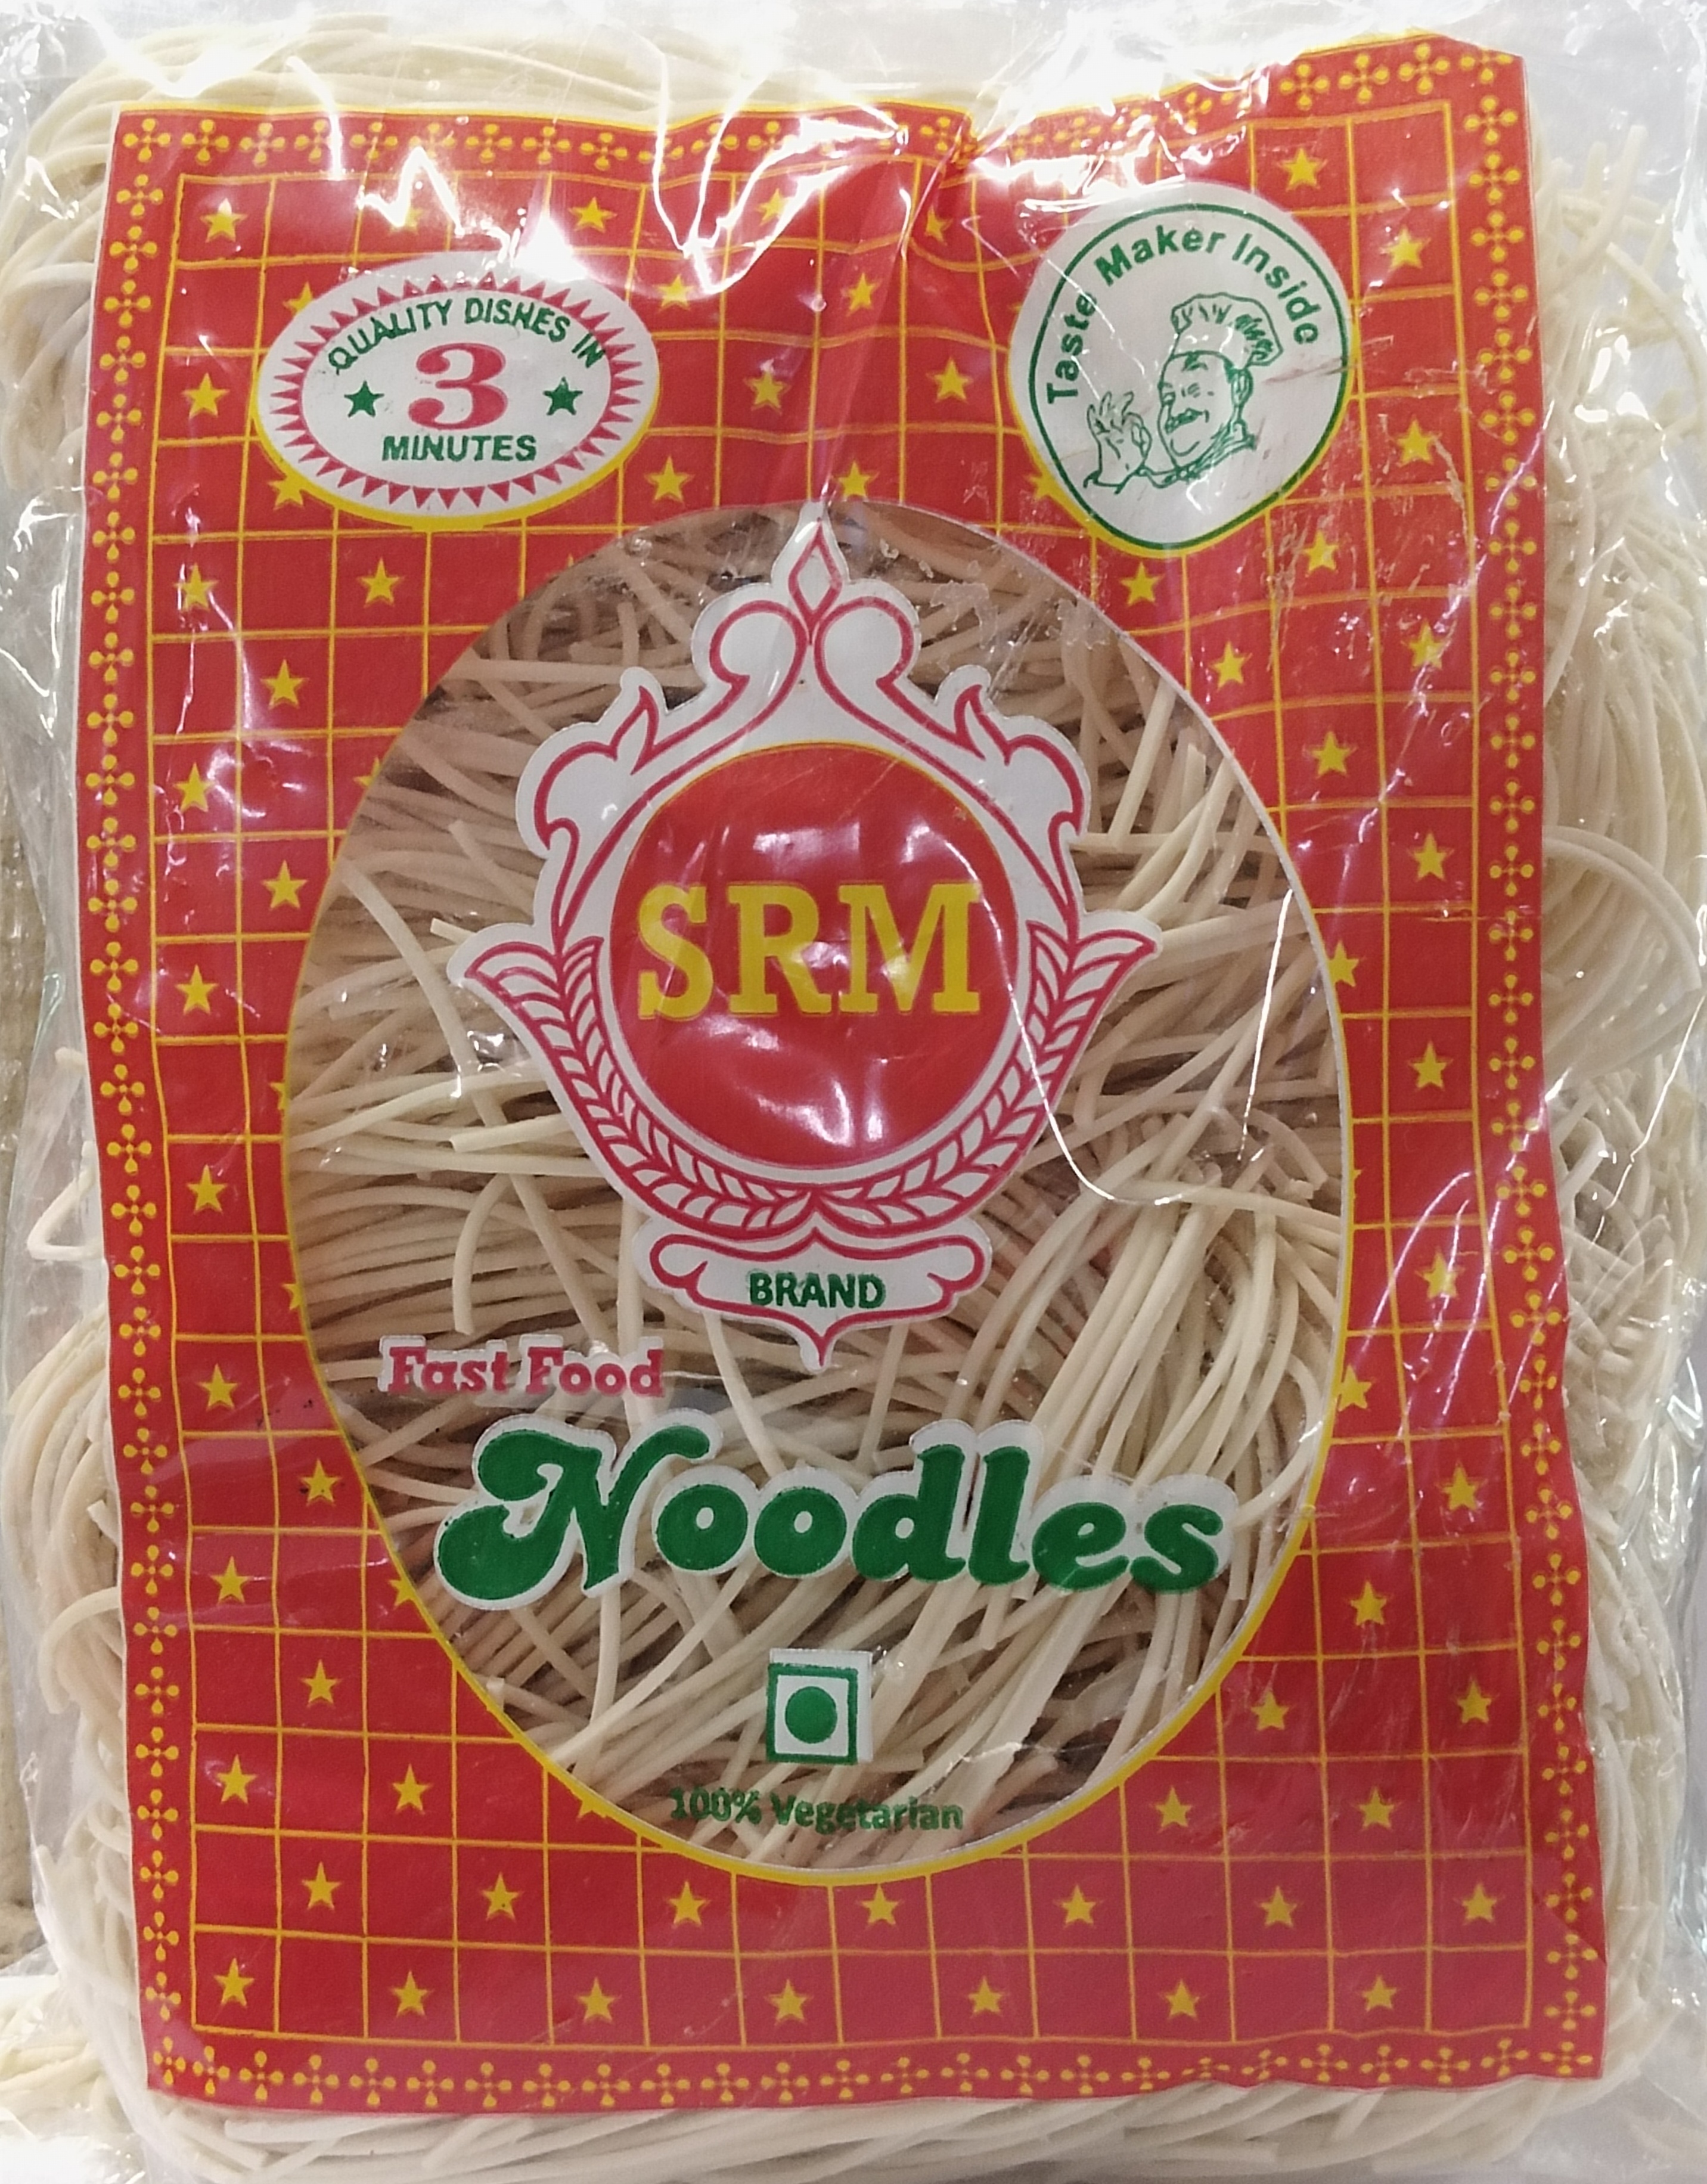 QUALITY DISHES IN
3
MINUTES
Taste Maker Inside
SRM
BRAND
Fast Food
Noodles
100% Vegetarian